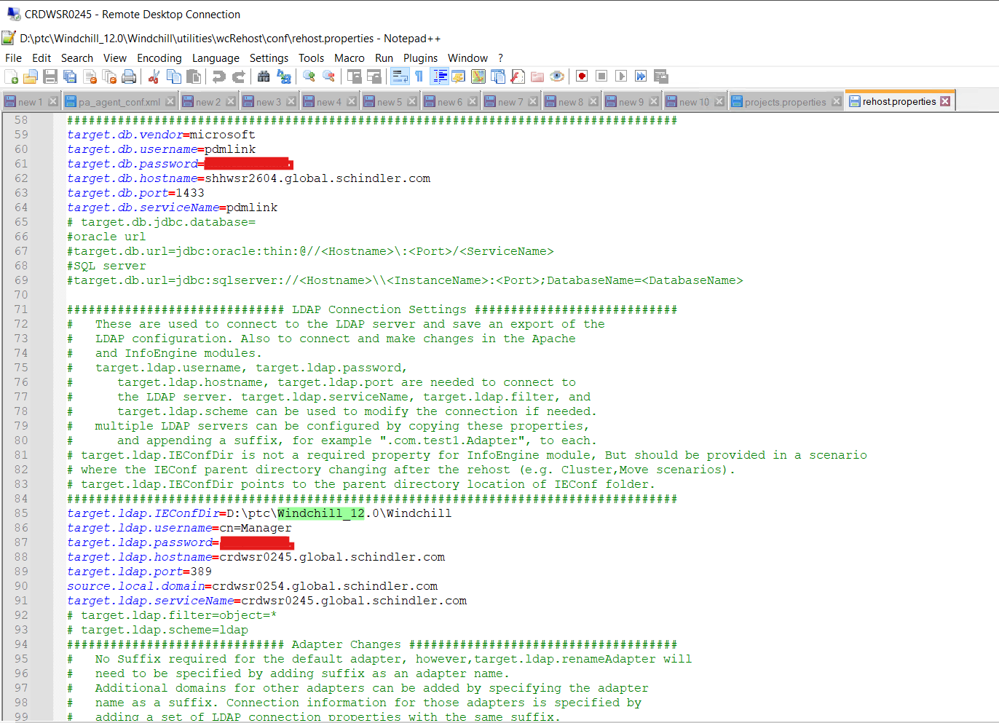 CRDWSR0245 - Remote Desktop Connection
D:\ptc\Windchill_12.0\Windchill\utilities\wcRehost\conf\rehost.properties - Notepad++
File Edit Search View Encoding Language Settings Tools Macro Run Plugins Window ?
new 1 pa_agent_conf.xml new 2 new 3 new 4 new 5 new 6 new 7 new 8 new 9 new 10 projects.properties rehost.properties
58 ####################################################################################
59 target.db.vendor=microsoft
60 target.db.username=pdmlink
61 target.db.password=
62 target.db.hostname=shhwsr2604.global.schindler.com
63 target.db.port=1433
64 target.db.serviceName=pdmlink
65 # target.db.jdbc.database=
66 #oracle url
67 #target.db.url=jdbc:oracle:thin:@//<Hostname>\:<Port>/<ServiceName>
68 #SQL server
69 #target.db.url=jdbc:sqlserver://<Hostname>\\<InstanceName>:<Port>;DatabaseName=<DatabaseName>
70
71 ############################## LDAP Connection Settings ############################
72 # These are used to connect to the LDAP server and save an export of the
73 # LDAP configuration. Also to connect and make changes in the Apache
74 # and InfoEngine modules.
75 # target.ldap.username, target.ldap.password,
76 # target.ldap.hostname, target.ldap.port are needed to connect to
77 # the LDAP server. target.ldap.serviceName, target.ldap.filter, and
78 # target.ldap.scheme can be used to modify the connection if needed.
79 # multiple LDAP servers can be configured by copying these properties,
80 # and appending a suffix, for example ".com.test1.Adapter", to each.
81 # target.ldap.IEConfDir is not a required property for InfoEngine module, But should be provided in a scenario
82 # where the IEConf parent directory changing after the rehost (e.g. Cluster,Move scenarios).
83 # target.ldap.IEConfDir points to the parent directory location of IEConf folder.
84 ####################################################################################
85 target.ldap.IEConfDir=D:\ptc\Windchill_12.0\Windchill
86 target.ldap.username=cn=Manager
87 target.ldap.password=
88 target.ldap.hostname=crdwsr0245.global.schindler.com
89 target.ldap.port=389
90 source.local.domain=crdwsr0254.global.schindler.com
91 target.ldap.serviceName=crdwsr0245.global.schindler.com
92 # target.ldap.filter=object=*
93 # target.ldap.scheme=ldap
94 ############################## Adapter Changes #####################################
95 # No Suffix required for the default adapter, however,target.ldap.renameAdapter will
96 # need to be specified by adding suffix as an adapter name.
97 # Additional domains for other adapters can be added by specifying the adapter
98 # name as a suffix. Connection information for those adapters is specified by
99 # adding a set of LDAP connection properties with the same suffix.